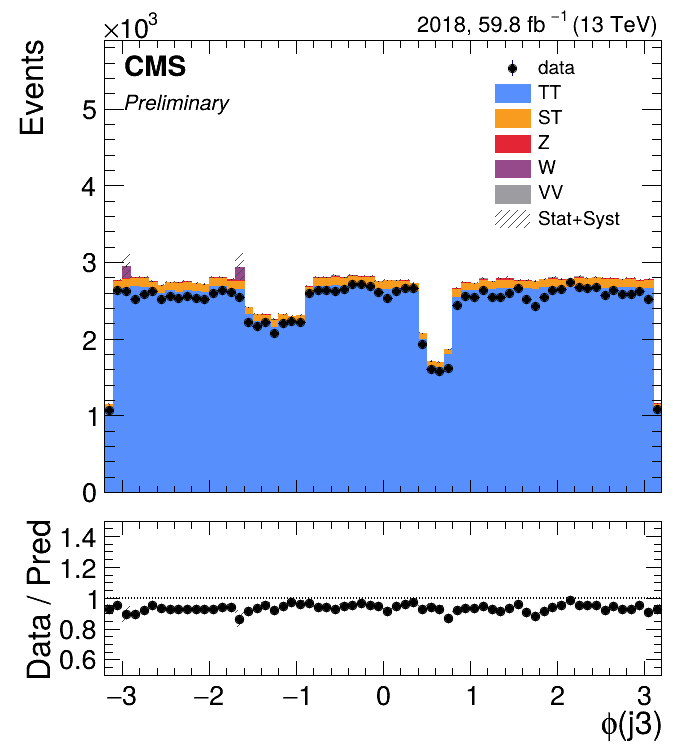 ×10³
2018, 59.8 fb⁻¹ (13 TeV)
Events
CMS
Preliminary
data
TT
ST
Z
W
VV
Stat+Syst
5
4
3
2
1
0
Data / Pred
1.4
1.2
1
0.8
0.6
−3 −2 −1 0 1 2 3
ϕ(j3)